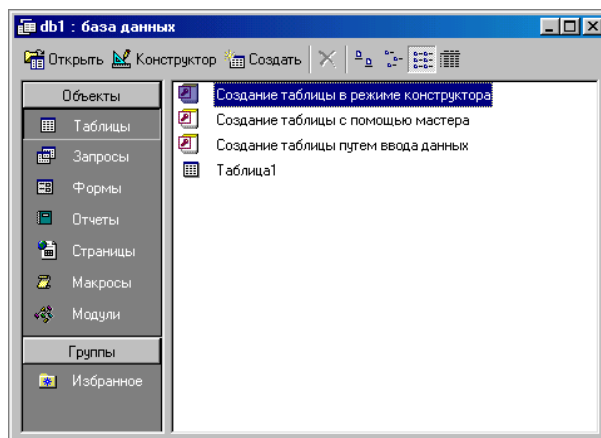 db1 : база данных
Открыть Конструктор Создать
Объекты
Таблицы
Запросы
Формы
Отчеты
Страницы
Макросы
Модули
Группы
Избранное
Создание таблицы в режиме конструктора
Создание таблицы с помощью мастера
Создание таблицы путем ввода данных
Таблица1